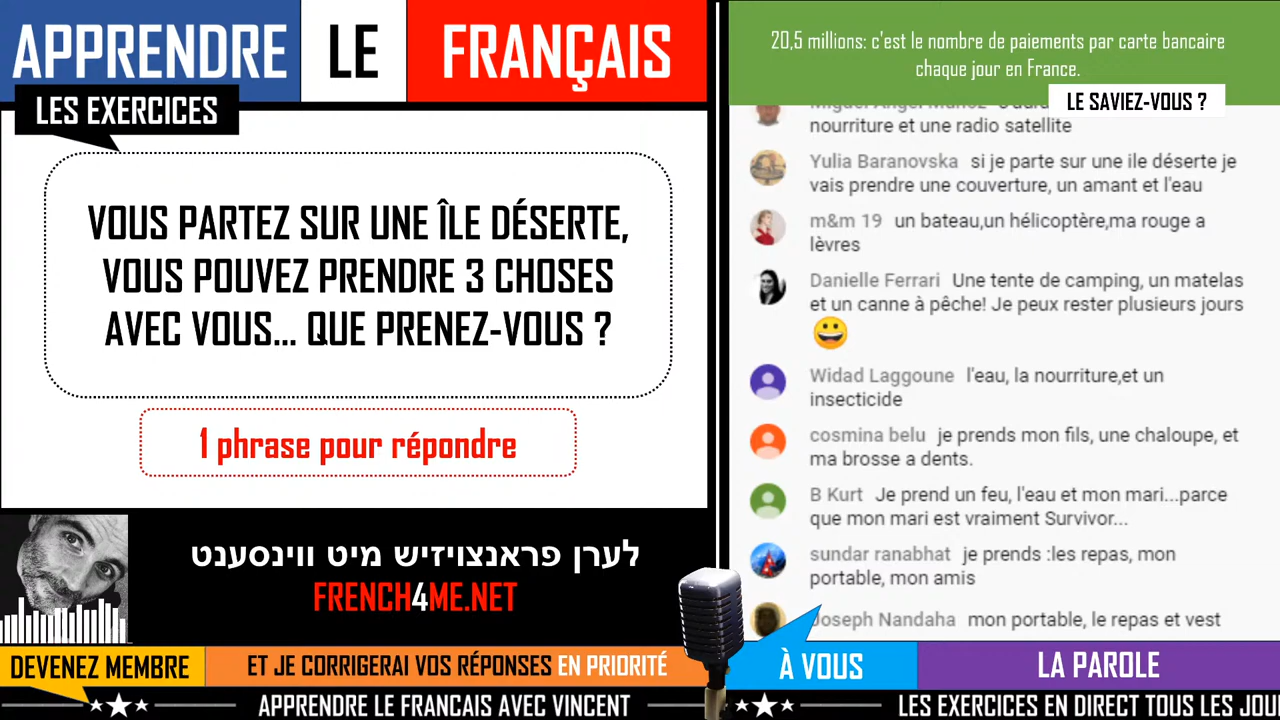 APPRENDRE LE FRANÇAIS
LES EXERCICES
VOUS PARTEZ SUR UNE ÎLE DÉSERTE,
VOUS POUVEZ PRENDRE 3 CHOSES
AVEC VOUS... QUE PRENEZ-VOUS ?
1 phrase pour répondre
לערן פראנצויזיש מיט ווינסענט
FRENCH4ME.NET
DEVENEZ MEMBRE
ET JE CORRIGERAI VOS RÉPONSES EN PRIORITÉ
APPRENDRE LE FRANCAIS AVEC VINCENT
20,5 millions: c'est le nombre de paiements par carte bancaire
chaque jour en France.
LE SAVIEZ-VOUS ?
nourriture et une radio satellite
Yulia Baranovska si je parte sur une ile déserte je
vais prendre une couverture, un amant et l'eau
m&m 19 un bateau,un hélicoptère,ma rouge a
lèvres
Danielle Ferrari Une tente de camping, un matelas
et un canne à pêche! Je peux rester plusieurs jours
Widad Laggoune l'eau, la nourriture,et un
insecticide
cosmina belu je prends mon fils, une chaloupe, et
ma brosse a dents.
B Kurt Je prend un feu, l'eau et mon mari...parce
que mon mari est vraiment Survivor...
sundar ranabhat je prends :les repas, mon
portable, mon amis
Joseph Nandaha mon portable, le repas et vest
À VOUS
LA PAROLE
LES EXERCICES EN DIRECT TOUS LES JOU